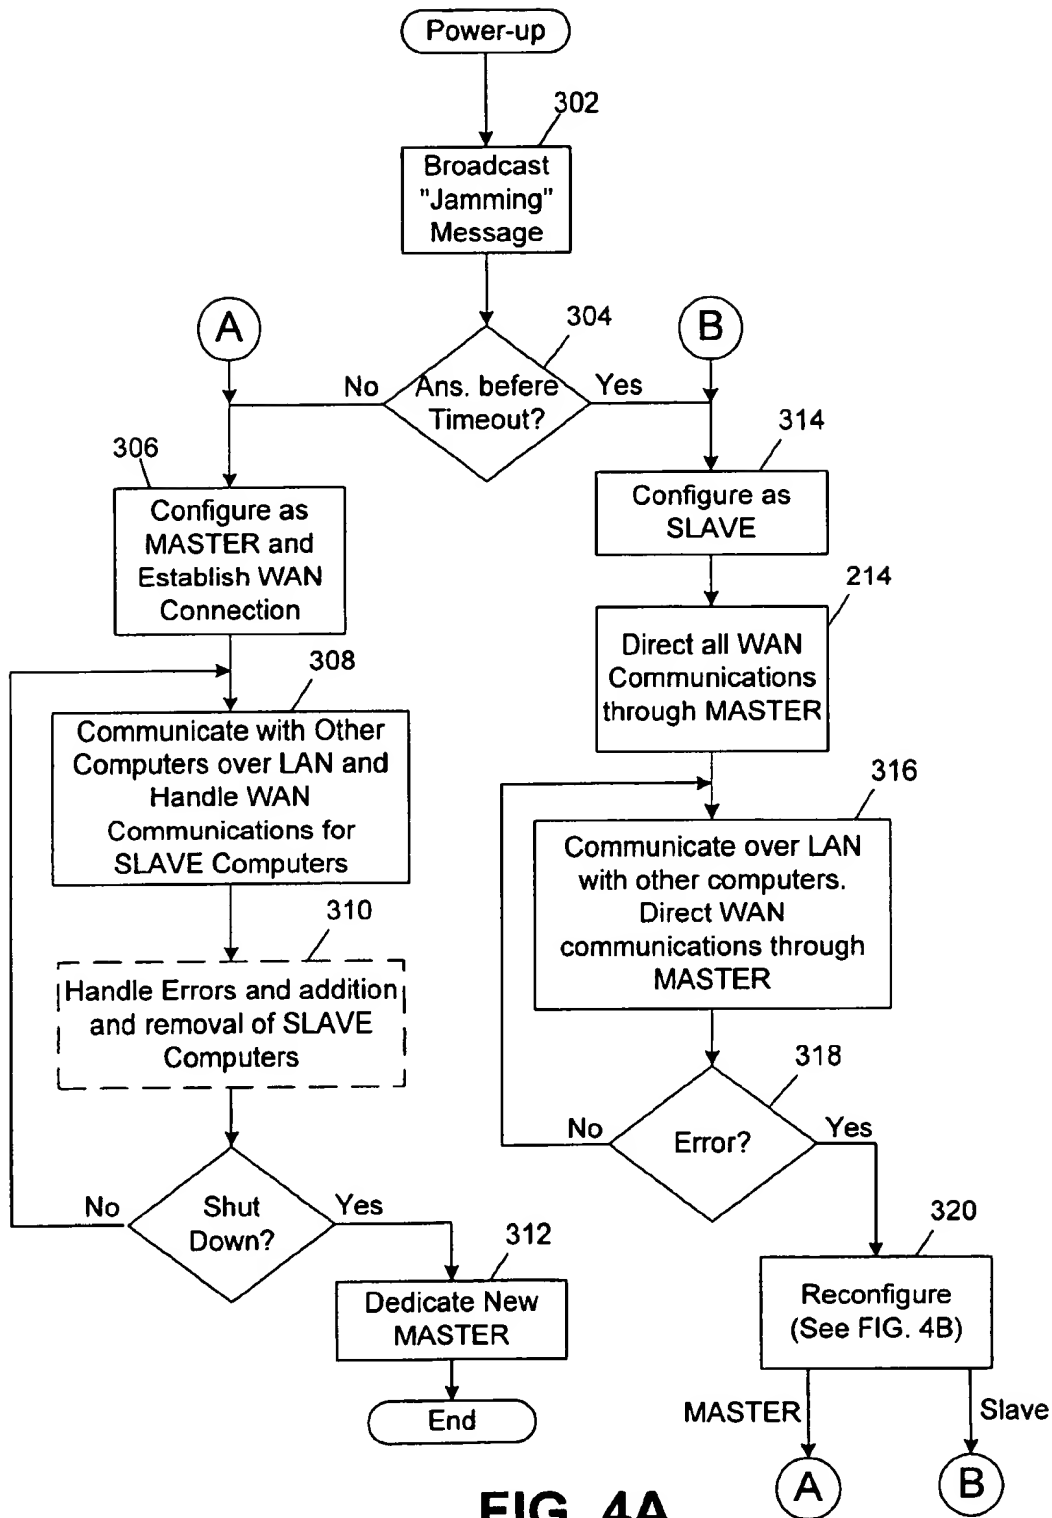 Power-up
302
Broadcast
"Jamming"
Message
A
304
B
No
Ans. befere
Timeout?
Yes
314
306
Configure as
MASTER and
Establish WAN
Connection
Configure as
SLAVE
214
Direct all WAN
Communications
through MASTER
308
Communicate with Other
Computers over LAN and
Handle WAN
Communications for
SLAVE Computers
316
Communicate over LAN
with other computers.
Direct WAN
communications through
MASTER
310
Handle Errors and addition
and removal of SLAVE
Computers
318
No
Error?
Yes
No
Shut
Down?
Yes
312
Dedicate New
MASTER
End
320
Reconfigure
(See FIG. 4B)
MASTER
Slave
A
B
FIG. 4A